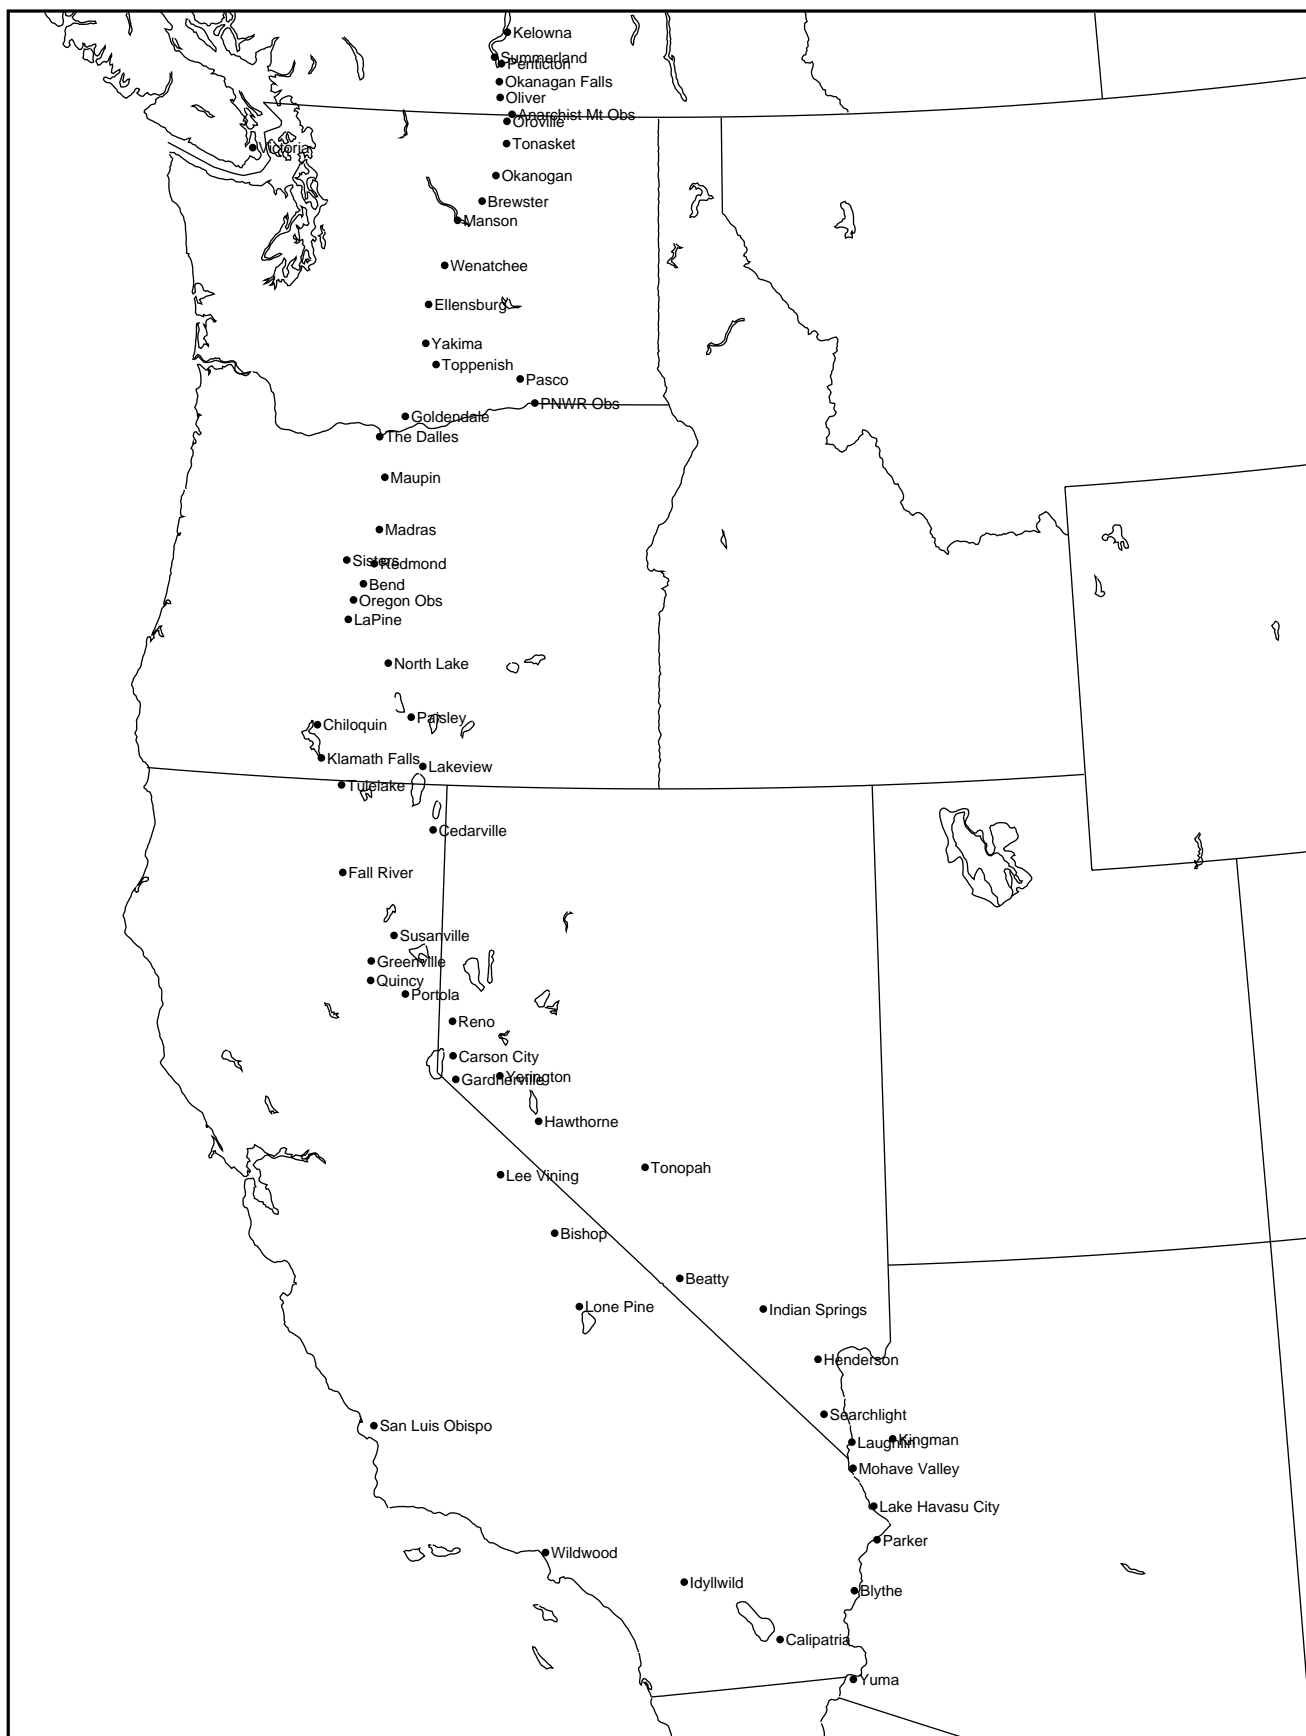 Kelowna
Summerland
Penticton
Okanagan Falls
Oliver
Anarchist Mt Obs
Oroville
Tonasket
Victoria
Okanogan
Brewster
Manson
Wenatchee
Ellensburg
Yakima
Toppenish
Pasco
PNWR Obs
Goldendale
The Dalles
Maupin
Madras
Sisters
Redmond
Bend
Oregon Obs
LaPine
North Lake
Paisley
Chiloquin
Klamath Falls
Lakeview
Tulelake
Cedarville
Fall River
Susanville
Greenville
Quincy
Portola
Reno
Carson City
Yerington
Gardnerville
Hawthorne
Tonopah
Lee Vining
Bishop
Beatty
Lone Pine
Indian Springs
Henderson
Searchlight
San Luis Obispo
Kingman
Laughlin
Mohave Valley
Lake Havasu City
Parker
Wildwood
Idyllwild
Blythe
Calipatria
Yuma